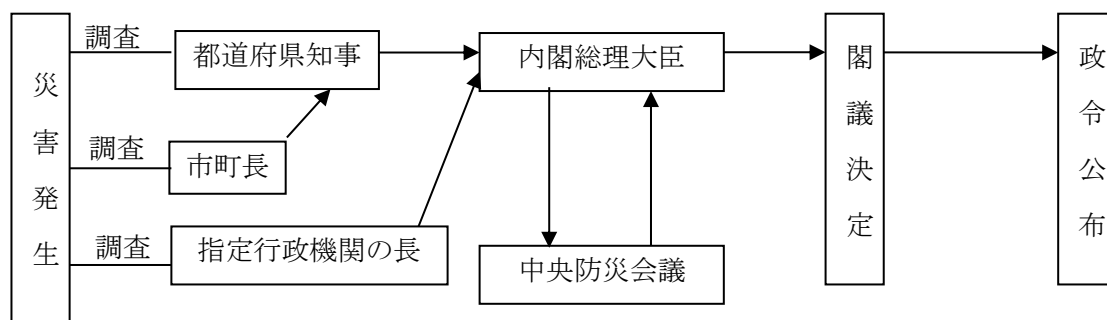 災害発生
調査
都道府県知事
調査
市町長
調査
指定行政機関の長
内閣総理大臣
中央防災会議
閣議決定
政令公布